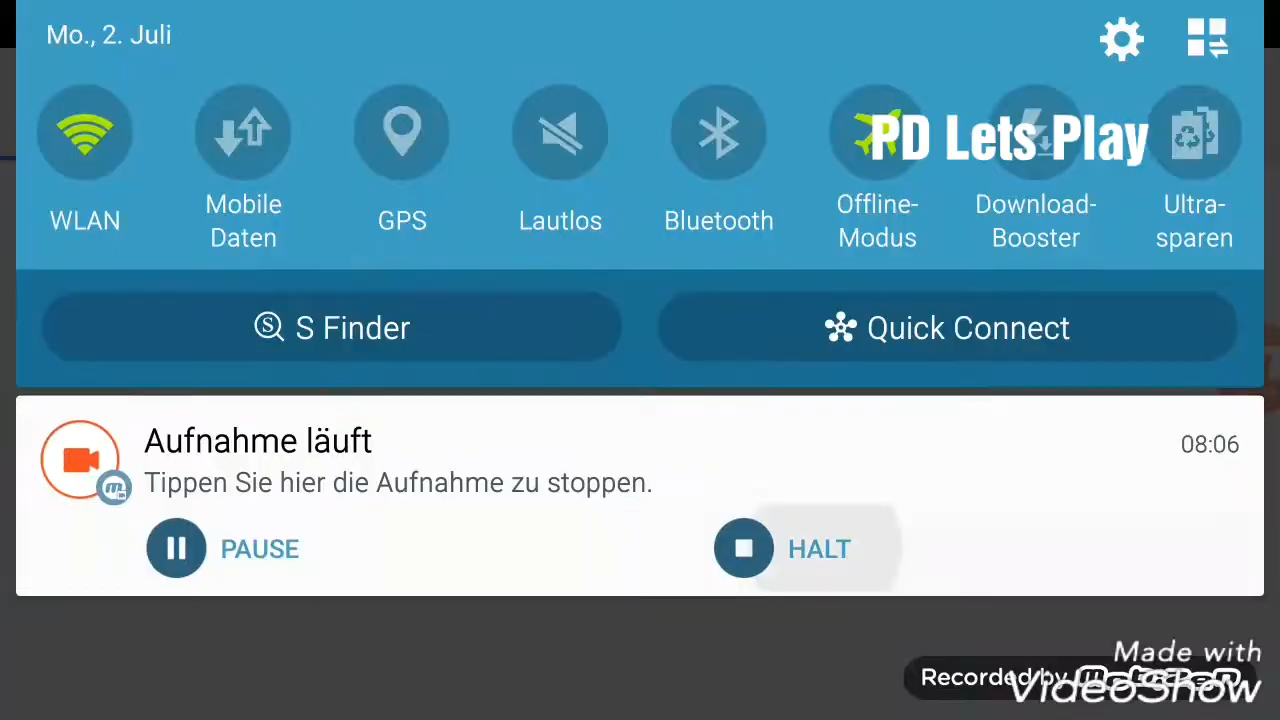 Mo., 2. Juli
PD Lets Play
WLAN
Mobile
Daten
GPS
Lautlos
Bluetooth
Offline-
Modus
Download-
Booster
Ultra-
sparen
S Finder
Quick Connect
Aufnahme läuft
08:06
Tippen Sie hier die Aufnahme zu stoppen.
PAUSE
HALT
Made with
Recorded by
VideoShow